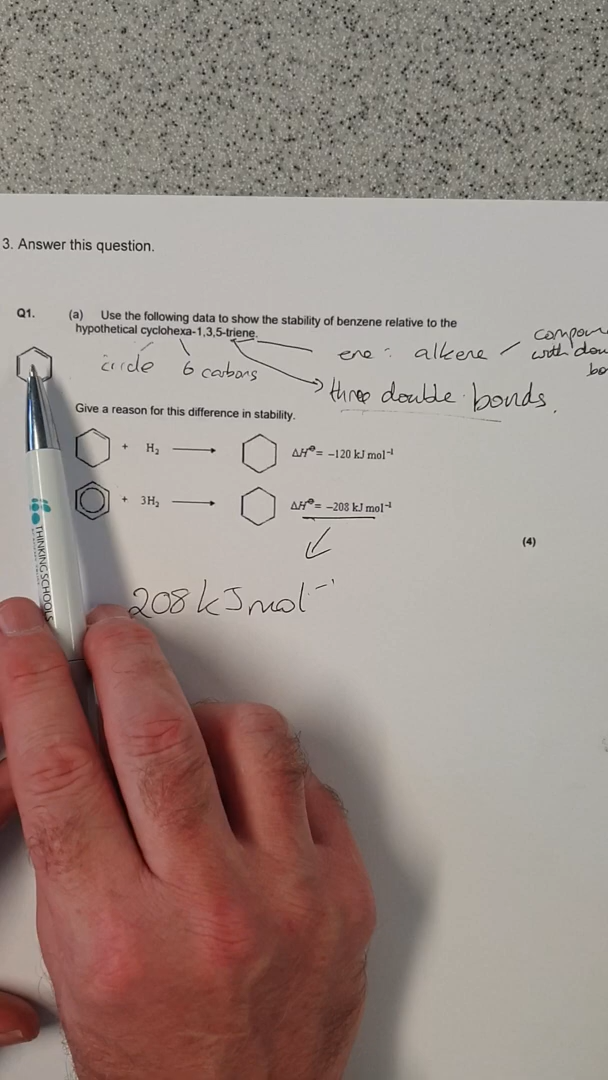 3. Answer this question.
Q1. (a) Use the following data to show the stability of benzene relative to the
hypothetical cyclohexa-1,3,5-triene.
ene : alkene
with
circle 6 carbons
three double bonds.
Give a reason for this difference in stability.
+ H₂ ⟶ ΔH⦵ = –120 kJ mol⁻¹
+ 3H₂ ⟶ ΔH⦵ = –208 kJ mol⁻¹
(4)
208 kJ mol⁻¹
THINKING SCHOOLS